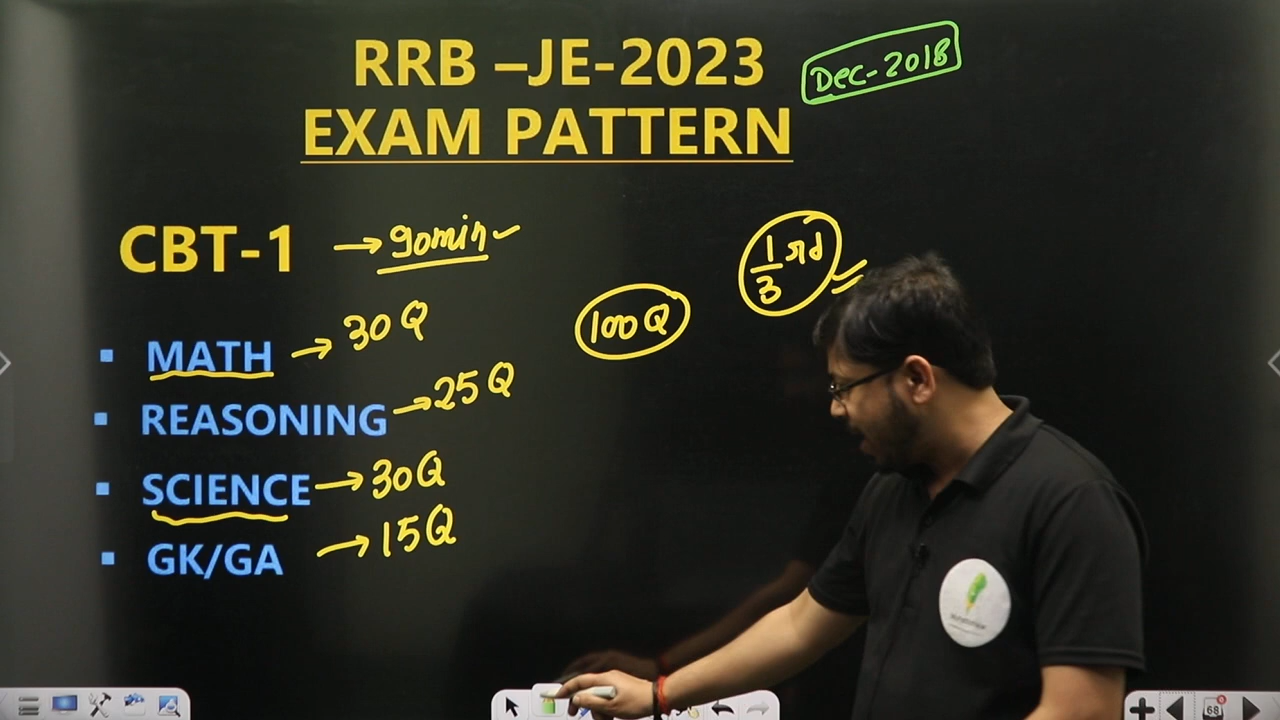 RRB –JE-2023
Dec-2018
EXAM PATTERN
CBT-1 → 90min
1/3 rd
100Q
▪ MATH → 30Q
▪ REASONING → 25Q
▪ SCIENCE → 30Q
▪ GK/GA → 15Q
68